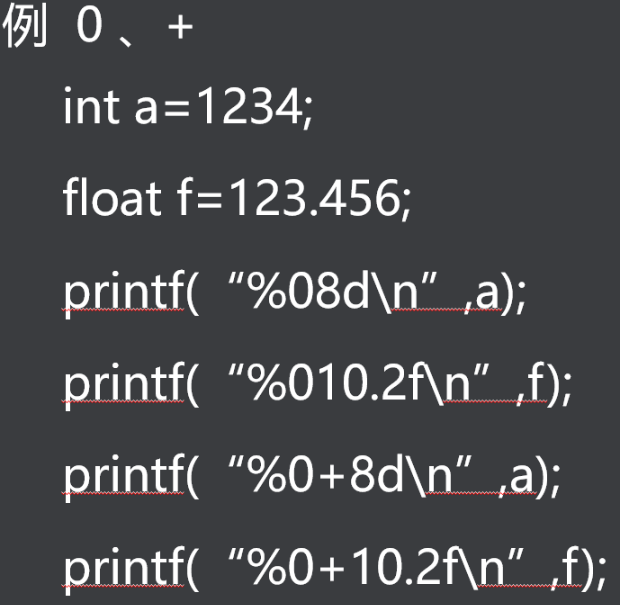 例 0 、+
int a=1234;
float f=123.456;
printf( “%08d\n” ,a);
printf( “%010.2f\n” ,f);
printf( “%0+8d\n” ,a);
printf( “%0+10.2f\n” ,f);